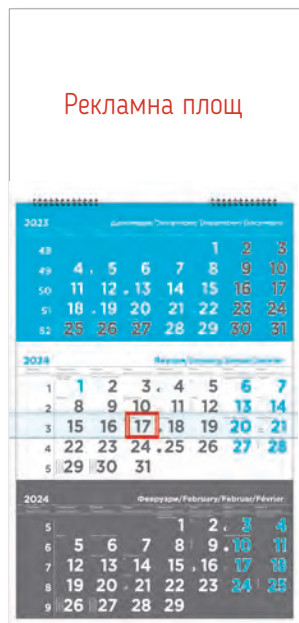 Рекламна площ
2023 Декември/December/Dezember/Décembre
48 1 2 3
49 4 5 6 7 8 9 10
50 11 12 13 14 15 16 17
51 18 19 20 21 22 23 24
52 25 26 27 28 29 30 31
2024
1 1 2 3 4 5 6 7
2 8 9 10 11 12 13 14
3 15 16 17 18 19 20 21
4 22 23 24 25 26 27 28
5 29 30 31
2024 Февруари/February/Februar/Février
5 1 2 3 4
6 5 6 7 8 9 10 11
7 12 13 14 15 16 17 18
8 19 20 21 22 23 24 25
9 26 27 28 29